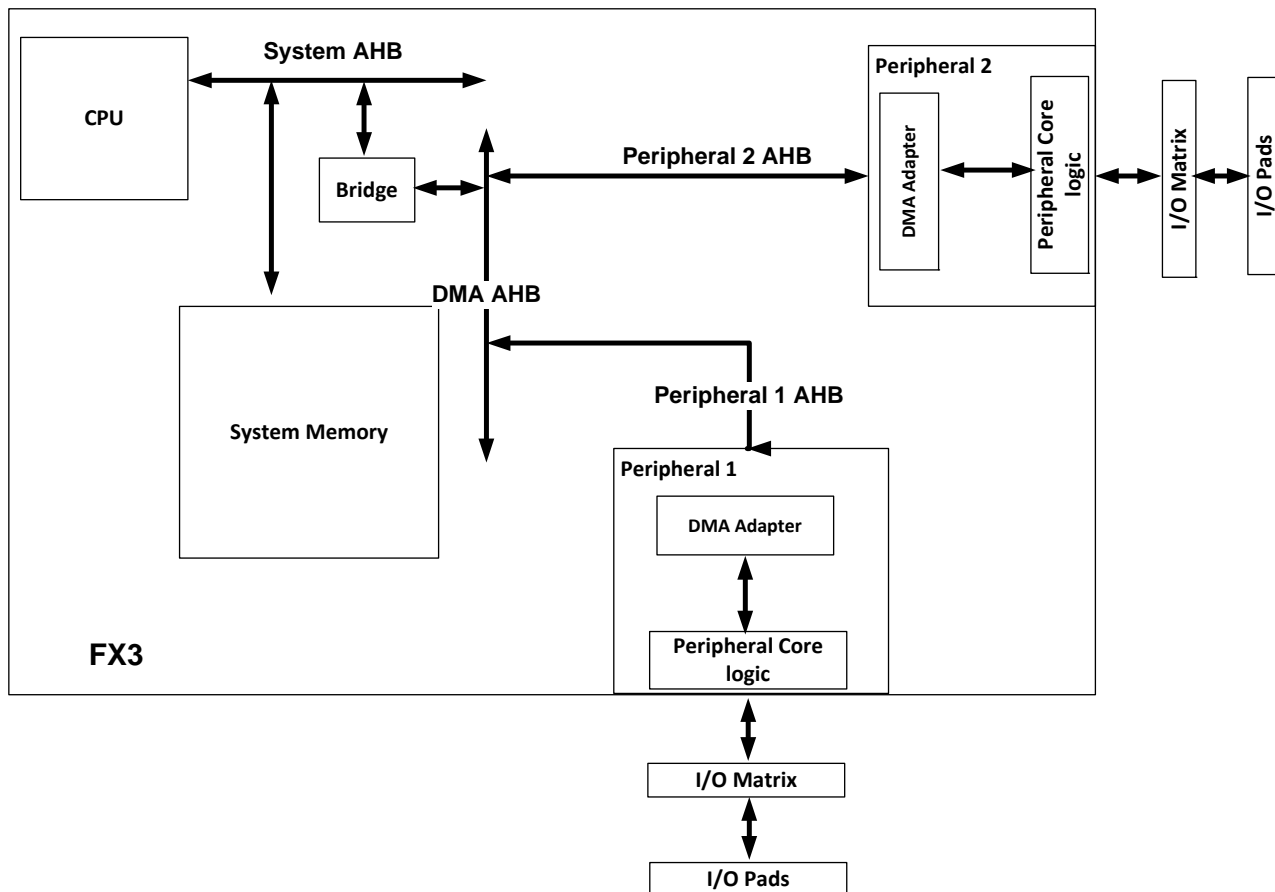 System AHB
CPU
Bridge
DMA AHB
System Memory
Peripheral 2 AHB
Peripheral 2
DMA Adapter
Peripheral Core
logic
I/O Matrix
I/O Pads
Peripheral 1 AHB
Peripheral 1
DMA Adapter
Peripheral Core
logic
FX3
I/O Matrix
I/O Pads